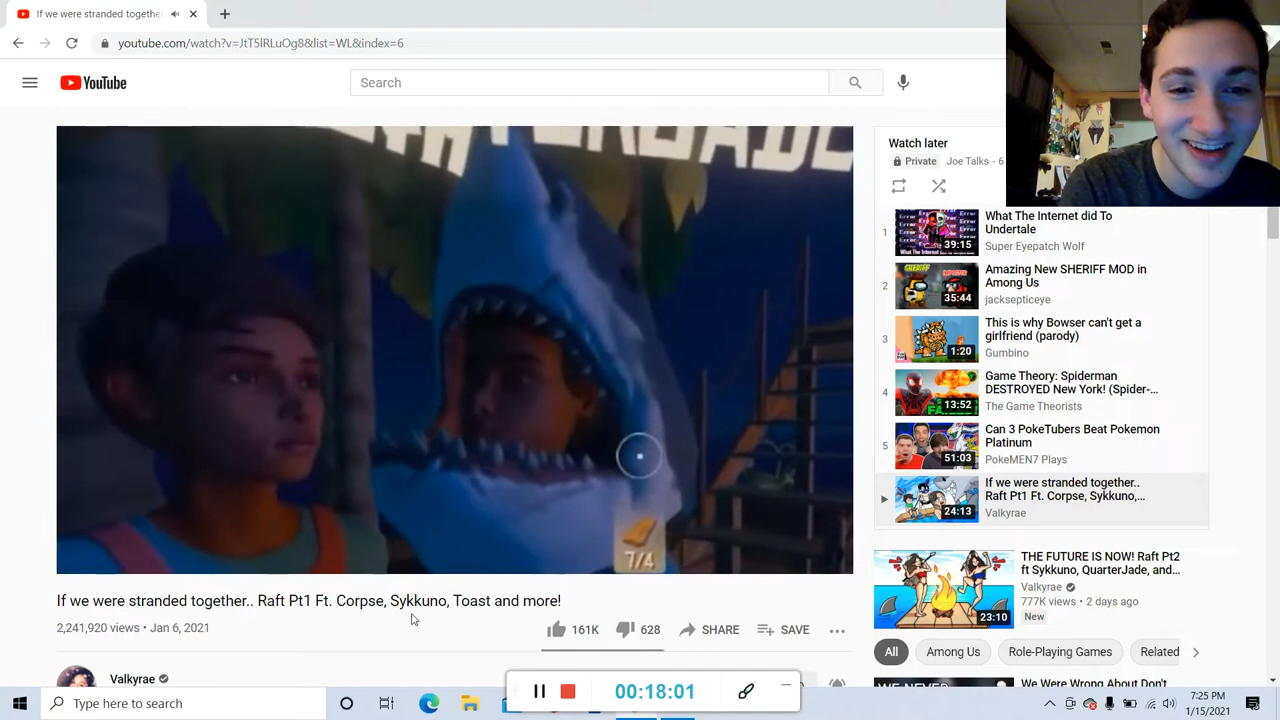 If we were stranded together
youtube.com/watch?v=JtT5lRLuOg8&list=WL&index=6
YouTube
Search
7/4
If we were stranded together.. Raft Pt1 Ft. Corpse, Sykkuno, Toast and more!
2,241,920 views • Jan 6, 2021
161K
628
SHARE
SAVE
Valkyrae
Watch later
Private
Joe Talks - 6
1
39:15
What The Internet did To
Undertale
Super Eyepatch Wolf
2
35:44
Amazing New SHERIFF MOD in
Among Us
jacksepticeye
3
1:20
This is why Bowser can't get a
girlfriend (parody)
Gumbino
4
13:52
Game Theory: Spiderman
DESTROYED New York! (Spider-...
The Game Theorists
5
51:03
Can 3 PokeTubers Beat Pokemon
Platinum
PokeMEN7 Plays
24:13
If we were stranded together..
Raft Pt1 Ft. Corpse, Sykkuno,...
Valkyrae
23:10
THE FUTURE IS NOW! Raft Pt2
ft Sykkuno, QuarterJade, and...
Valkyrae
777K views • 2 days ago
New
All
Among Us
Role-Playing Games
Related
We Were Wrong About Don't
00:18:01
Type here to search
7:25 PM
1/15/2021